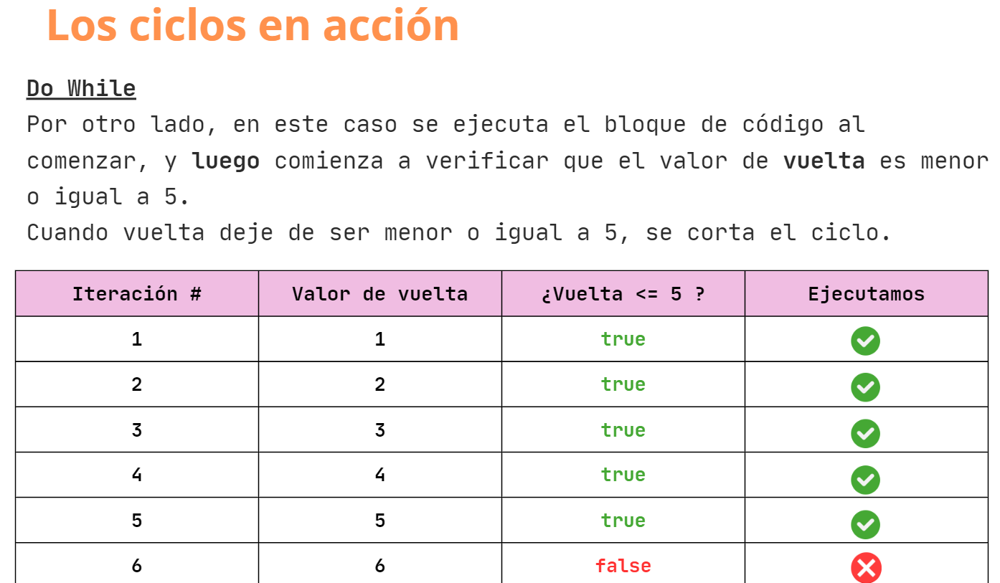 Los ciclos en acción
Do While
Por otro lado, en este caso se ejecuta el bloque de código al
comenzar, y luego comienza a verificar que el valor de vuelta es menor
o igual a 5.
Cuando vuelta deje de ser menor o igual a 5, se corta el ciclo.
Iteración # Valor de vuelta ¿Vuelta <= 5 ? Ejecutamos
1 1 true
2 2 true
3 3 true
4 4 true
5 5 true
6 6 false